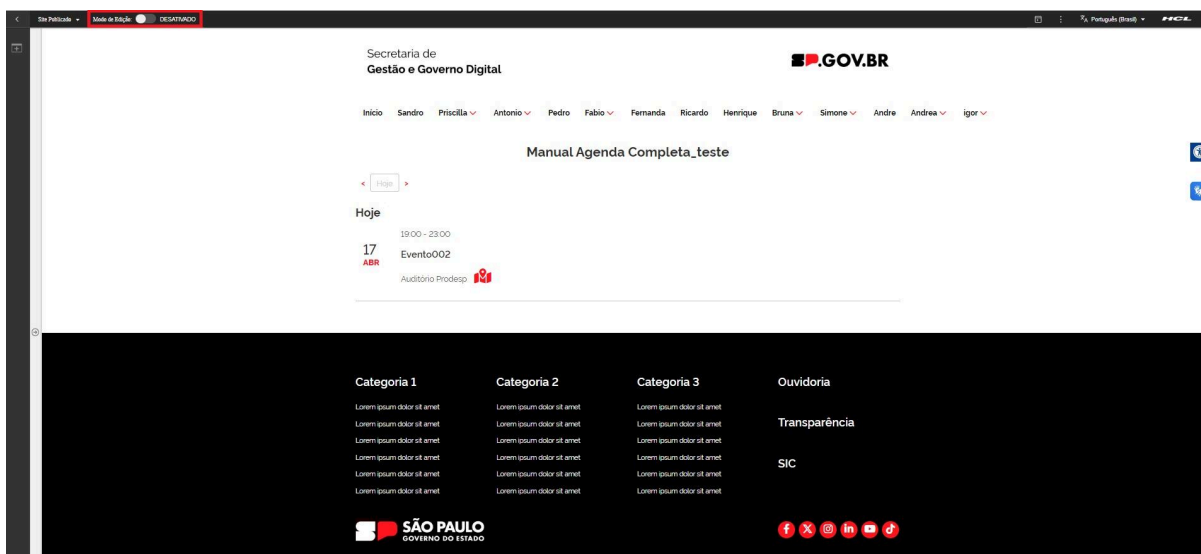 Site Publicado
Modo de Edição: DESATIVADO
Português (Brasil)
HCL
Secretaria de
Gestão e Governo Digital
SP.GOV.BR
Início Sandro Priscilla Antonio Pedro Fabio Fernanda Ricardo Henrique Bruna Simone Andre Andrea igor
Manual Agenda Completa_teste
< Hoje >
Hoje
19:00 - 23:00
17 Evento002
ABR
Auditório Prodesp
Categoria 1 Categoria 2 Categoria 3 Ouvidoria
Lorem ipsum dolor sit amet Lorem ipsum dolor sit amet Lorem ipsum dolor sit amet
Lorem ipsum dolor sit amet Lorem ipsum dolor sit amet Lorem ipsum dolor sit amet Transparência
Lorem ipsum dolor sit amet Lorem ipsum dolor sit amet Lorem ipsum dolor sit amet
Lorem ipsum dolor sit amet Lorem ipsum dolor sit amet Lorem ipsum dolor sit amet SIC
Lorem ipsum dolor sit amet Lorem ipsum dolor sit amet Lorem ipsum dolor sit amet
Lorem ipsum dolor sit amet Lorem ipsum dolor sit amet Lorem ipsum dolor sit amet
SP SÃO PAULO
GOVERNO DO ESTADO